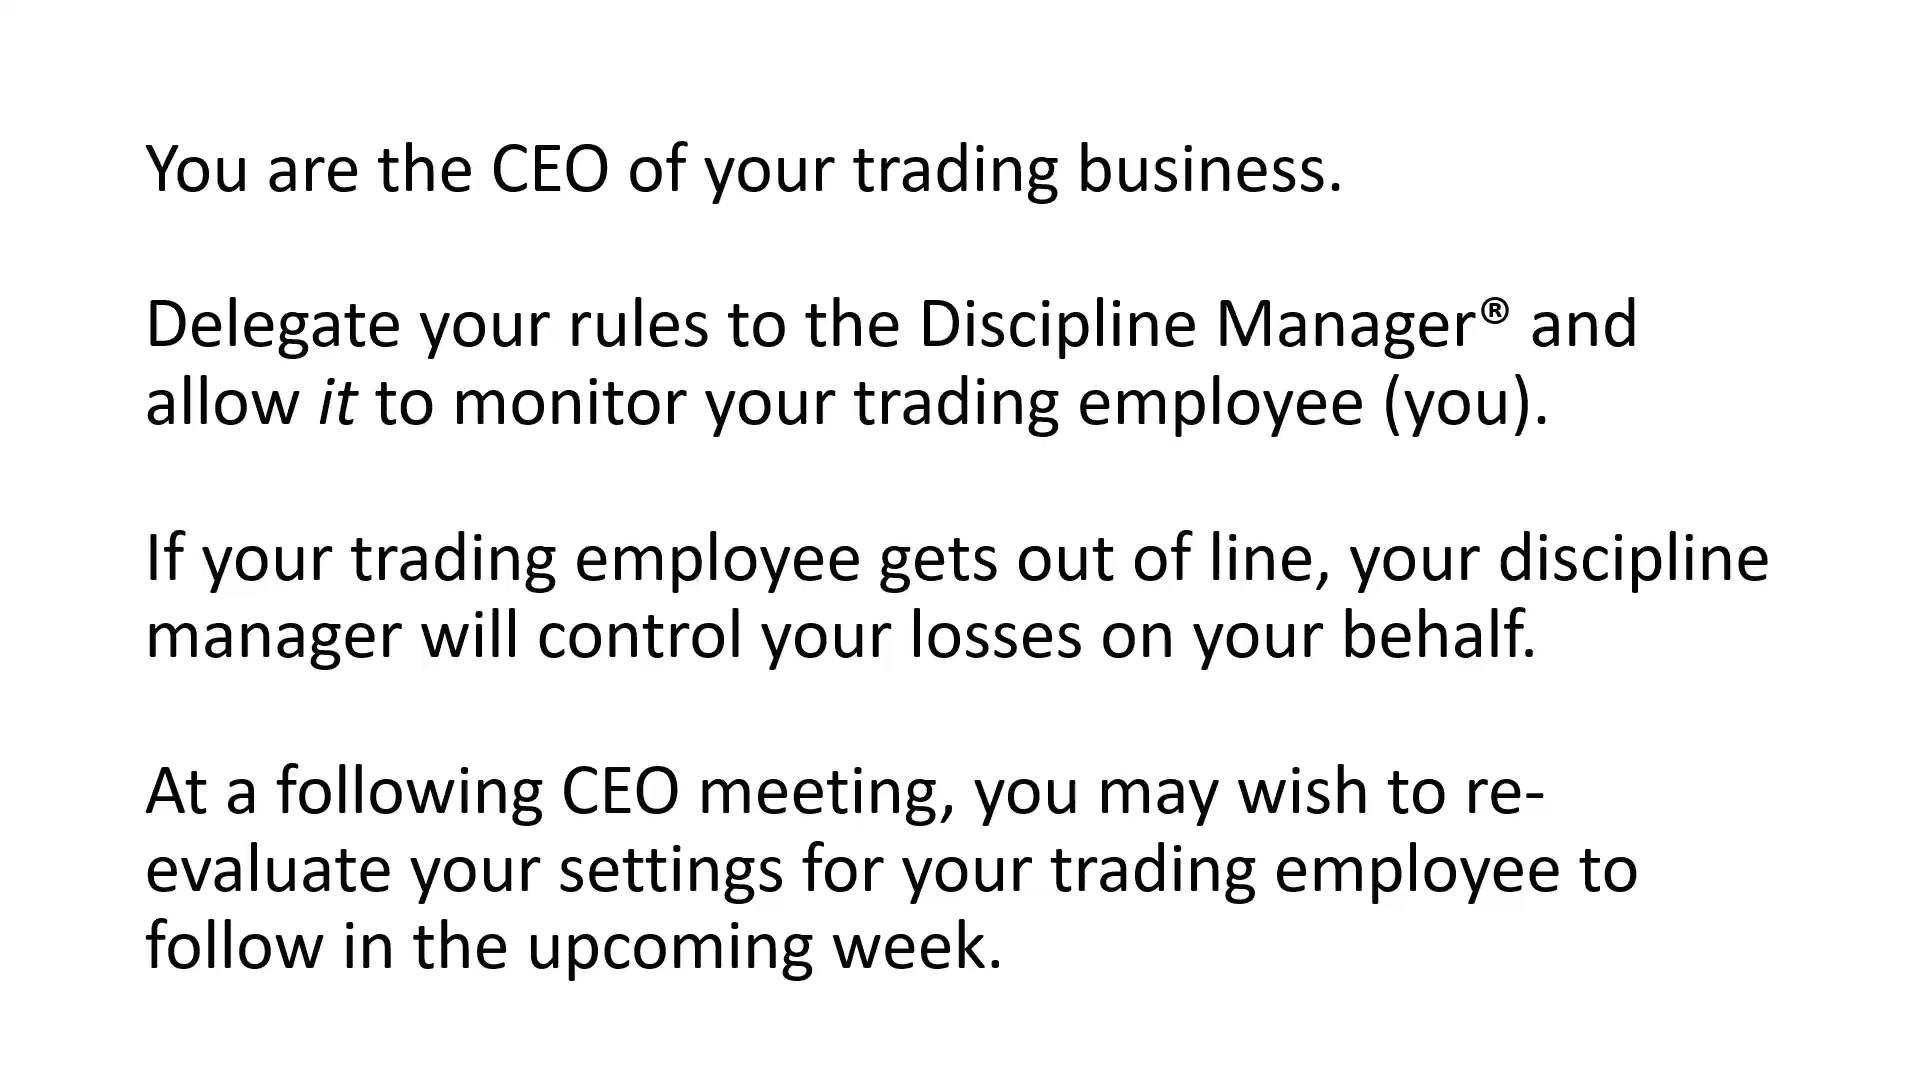 You are the CEO of your trading business.
Delegate your rules to the Discipline Manager® and
allow it to monitor your trading employee (you).
If your trading employee gets out of line, your discipline
manager will control your losses on your behalf.
At a following CEO meeting, you may wish to re-
evaluate your settings for your trading employee to
follow in the upcoming week.